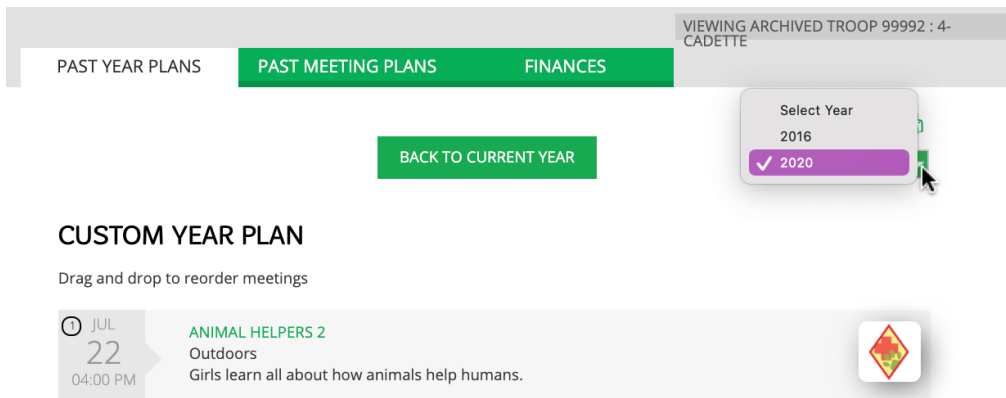 VIEWING ARCHIVED TROOP 99992 : 4-
CADETTE
PAST YEAR PLANS
PAST MEETING PLANS
FINANCES
Select Year
2016
✓ 2020
BACK TO CURRENT YEAR
CUSTOM YEAR PLAN
Drag and drop to reorder meetings
1 JUL
22
04:00 PM
ANIMAL HELPERS 2
Outdoors
Girls learn all about how animals help humans.